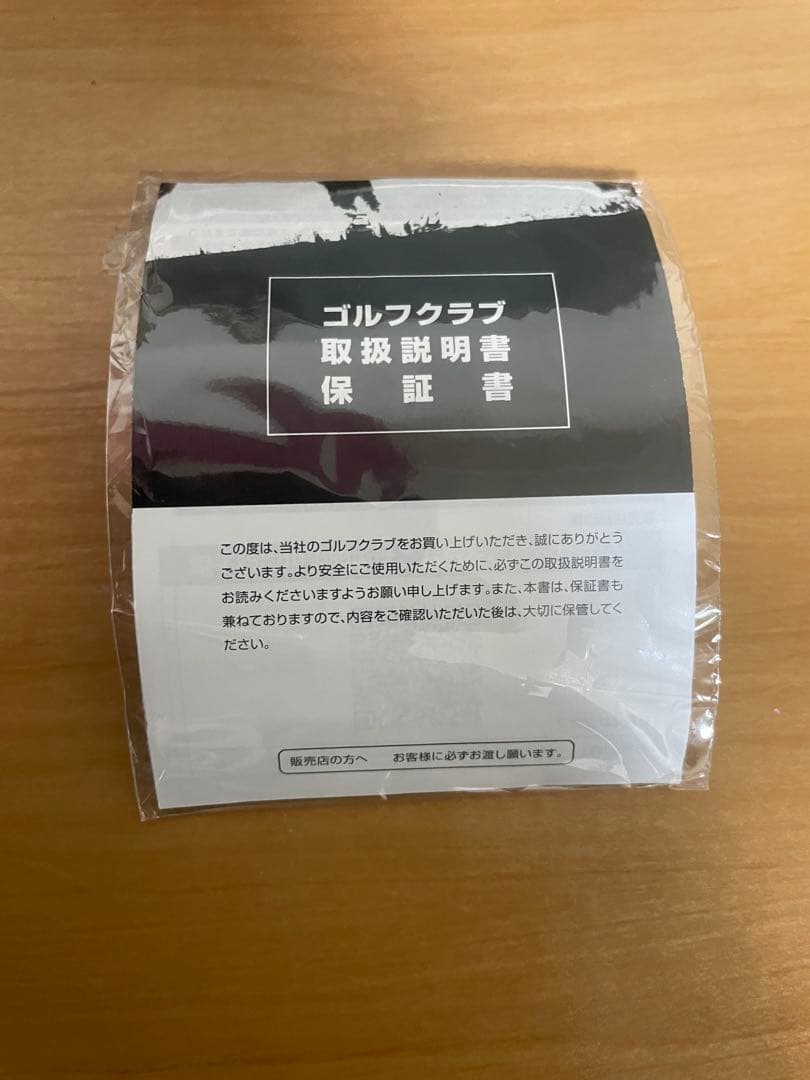 ゴルフクラブ
取扱説明書
保証書
この度は、当社のゴルフクラブをお買い上げいただき、誠にありがとう
ございます。より安全にご使用いただくために、必ずこの取扱説明書を
お読みくださいますようお願い申し上げます。また、本書は、保証書も
兼ねておりますので、内容をご確認いただいた後は、大切に保管してく
ださい。
販売店の方へ　お客様に必ずお渡し願います。